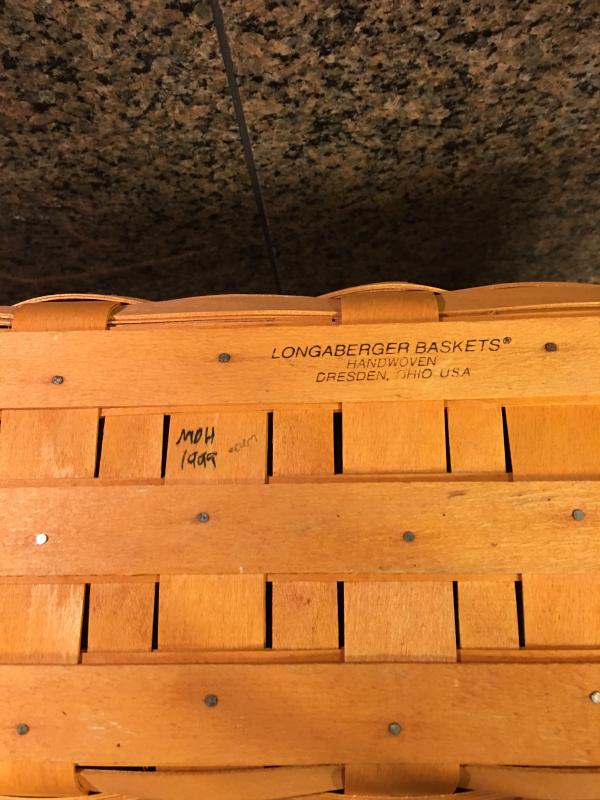 LONGABERGER BASKETS®
HANDWOVEN
DRESDEN, OHIO USA
MDH
1999